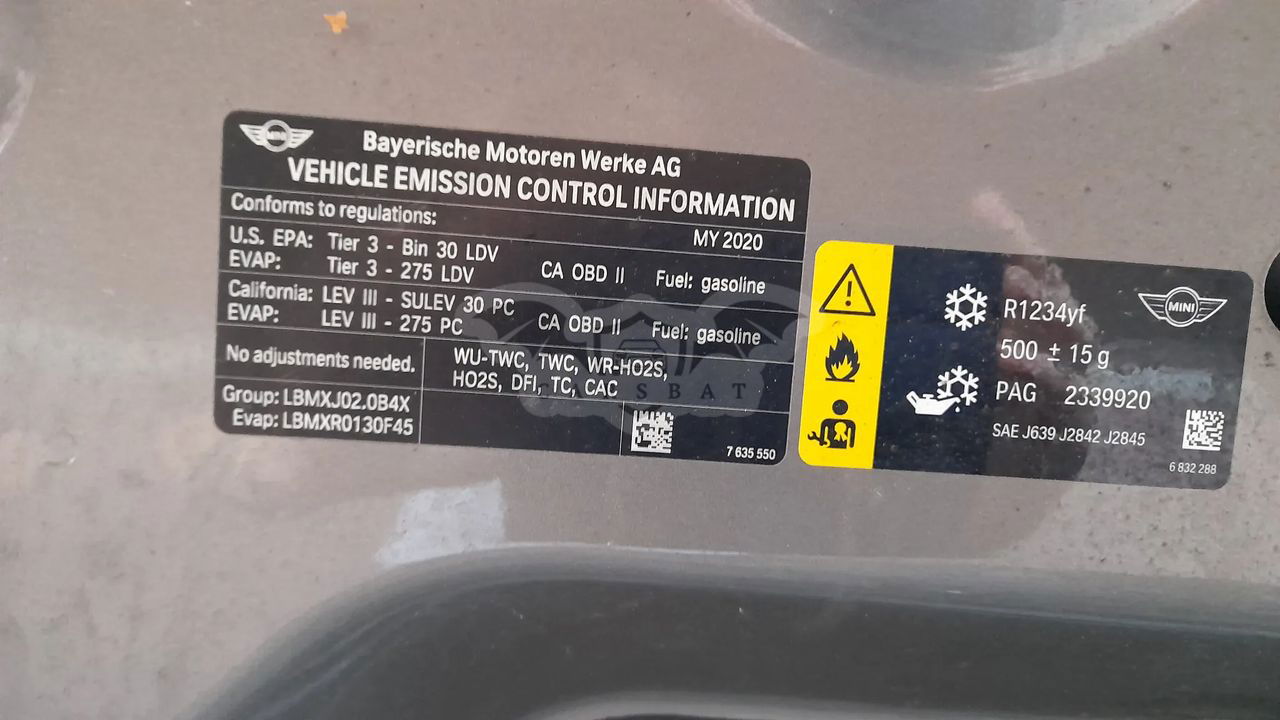 MINI
Bayerische Motoren Werke AG
VEHICLE EMISSION CONTROL INFORMATION
Conforms to regulations:
MY 2020
U.S. EPA: Tier 3 - Bin 30 LDV
EVAP: Tier 3 - 275 LDV CA OBD II Fuel: gasoline
California: LEV III - SULEV 30 PC
EVAP: LEV III - 275 PC CA OBD II Fuel: gasoline
No adjustments needed.
WU-TWC, TWC, WR-HO2S,
HO2S, DFI, TC, CAC
Group: LBMXJ02.0B4X
Evap: LBMXR0130F45
7 635 550
R1234yf
MINI
500 ± 15 g
PAG 2339920
SAE J639 J2842 J2845
6 832 288